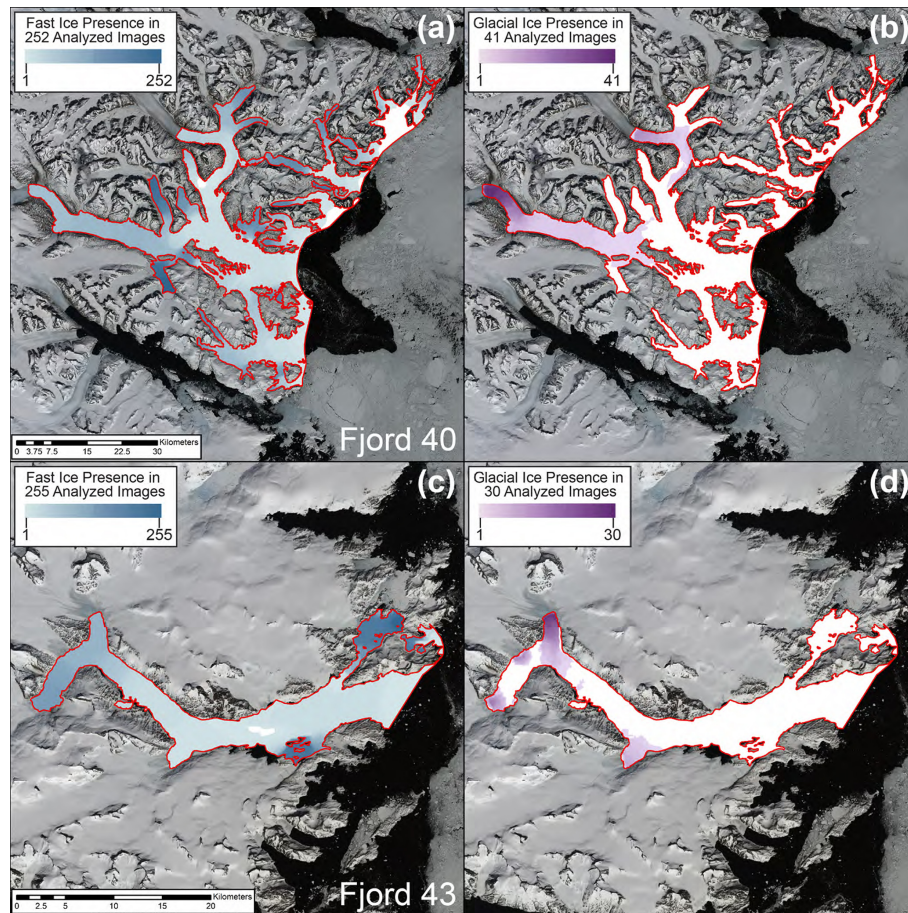 Fast Ice Presence in
252 Analyzed Images
1 252
(a)
Glacial Ice Presence in
41 Analyzed Images
1 41
(b)
0 3.75 7.5 15 22.5 30 Kilometers
Fjord 40
Fast Ice Presence in
255 Analyzed Images
1 255
(c)
Glacial Ice Presence in
30 Analyzed Images
1 30
(d)
0 2.5 5 10 15 20 Kilometers
Fjord 43